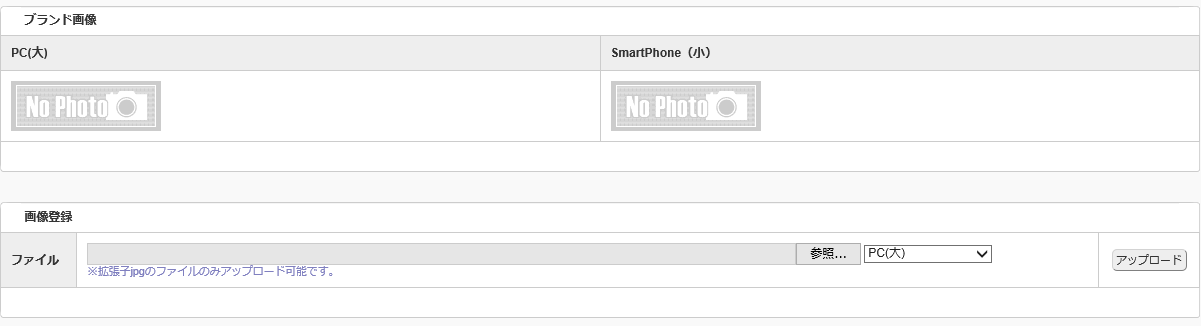 ブランド画像
PC(大)
SmartPhone（小）
No Photo
No Photo
画像登録
ファイル
参照...
PC(大)
アップロード
※拡張子jpgのファイルのみアップロード可能です。